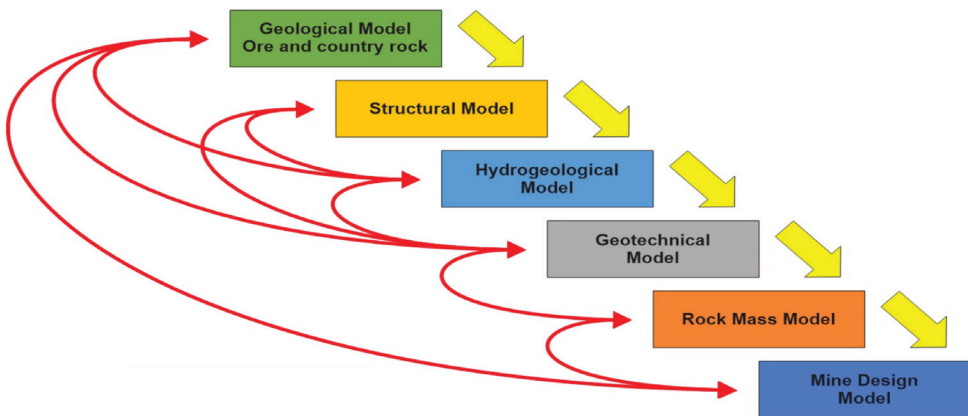 Geological Model
Ore and country rock
Structural Model
Hydrogeological
Model
Geotechnical
Model
Rock Mass Model
Mine Design
Model